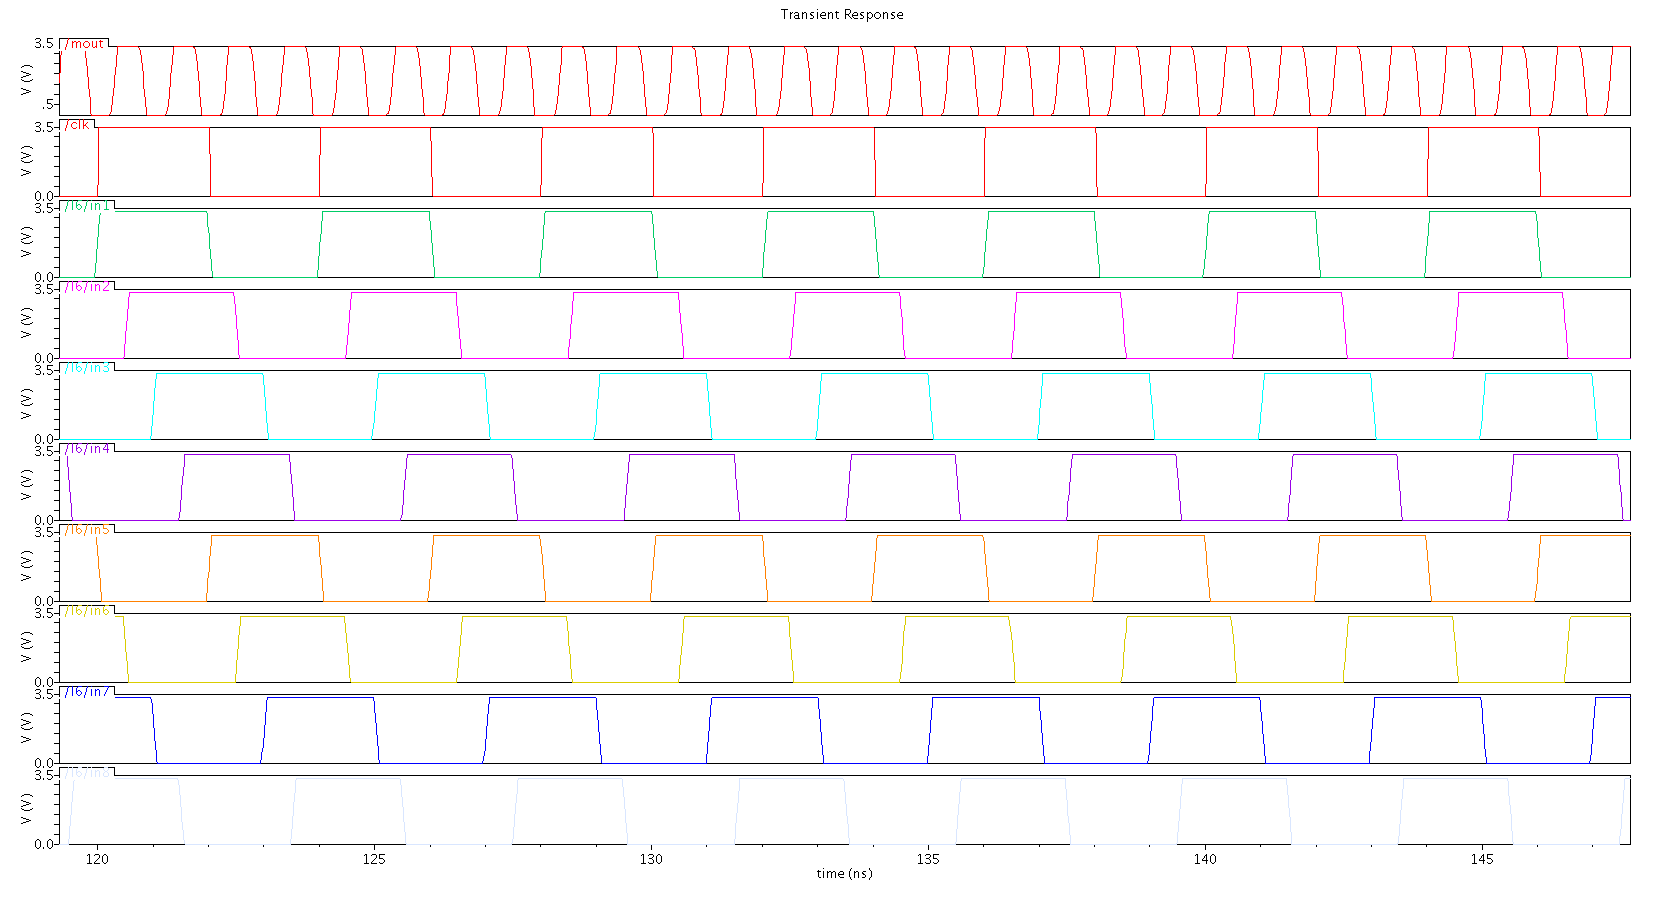 Transient Response
/mout
3.5
.5
V (V)
/clk
3.5
0.0
V (V)
/I6/in1
3.5
0.0
V (V)
/I6/in2
3.5
0.0
V (V)
/I6/in3
3.5
0.0
V (V)
/I6/in4
3.5
0.0
V (V)
/I6/in5
3.5
0.0
V (V)
/I6/in6
3.5
0.0
V (V)
/I6/in7
3.5
0.0
V (V)
/I6/in8
3.5
0.0
V (V)
120 125 130 135 140 145
time (ns)